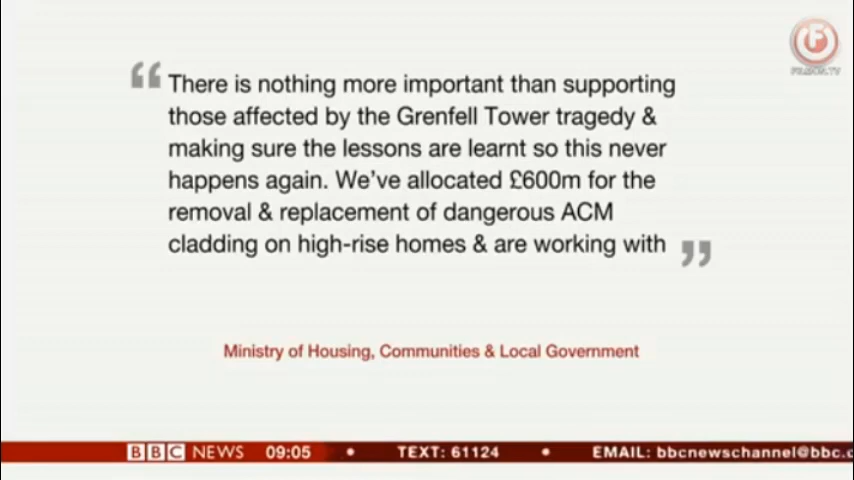 “ There is nothing more important than supporting
those affected by the Grenfell Tower tragedy &
making sure the lessons are learnt so this never
happens again. We’ve allocated £600m for the
removal & replacement of dangerous ACM
cladding on high-rise homes & are working with ”
Ministry of Housing, Communities & Local Government
BBC NEWS 09:05 • TEXT: 61124 • EMAIL: bbcnewschannel@bbc.c